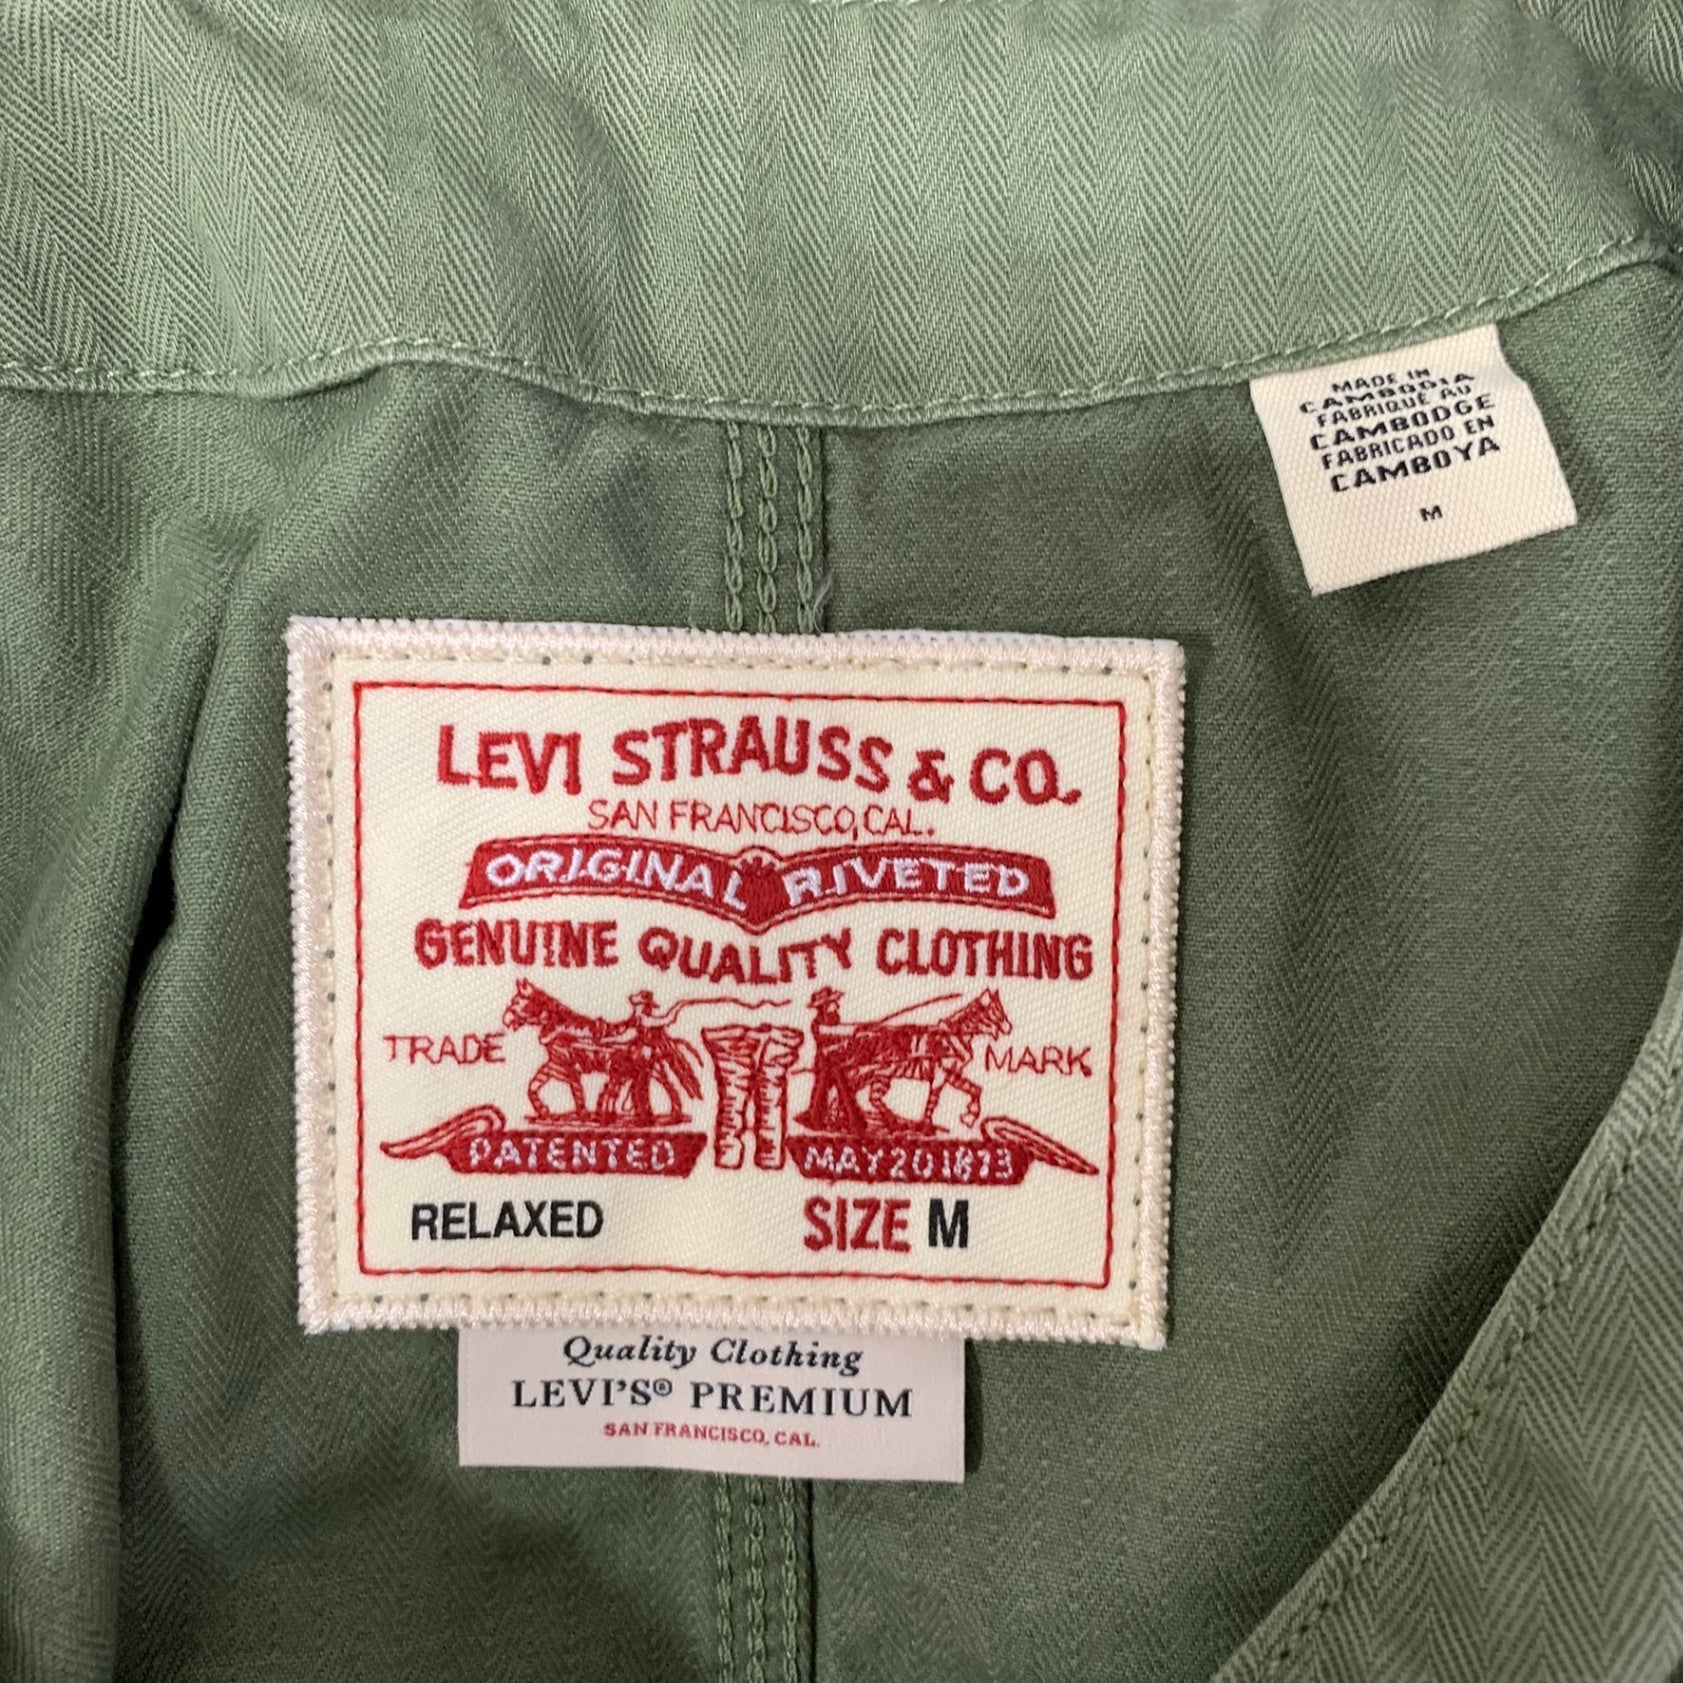 MADE IN
CAMBODIA
FABRIQUÉ AU
CAMBODGE
FABRICADO EN
CAMBOYA
M
LEVI STRAUSS & CO.
SAN FRANCISCO, CAL.
ORIGINAL RIVETED
GENUINE QUALITY CLOTHING
TRADE MARK
PATENTED MAY 20 1873
RELAXED SIZE M
Quality Clothing
LEVI'S® PREMIUM
SAN FRANCISCO, CAL.